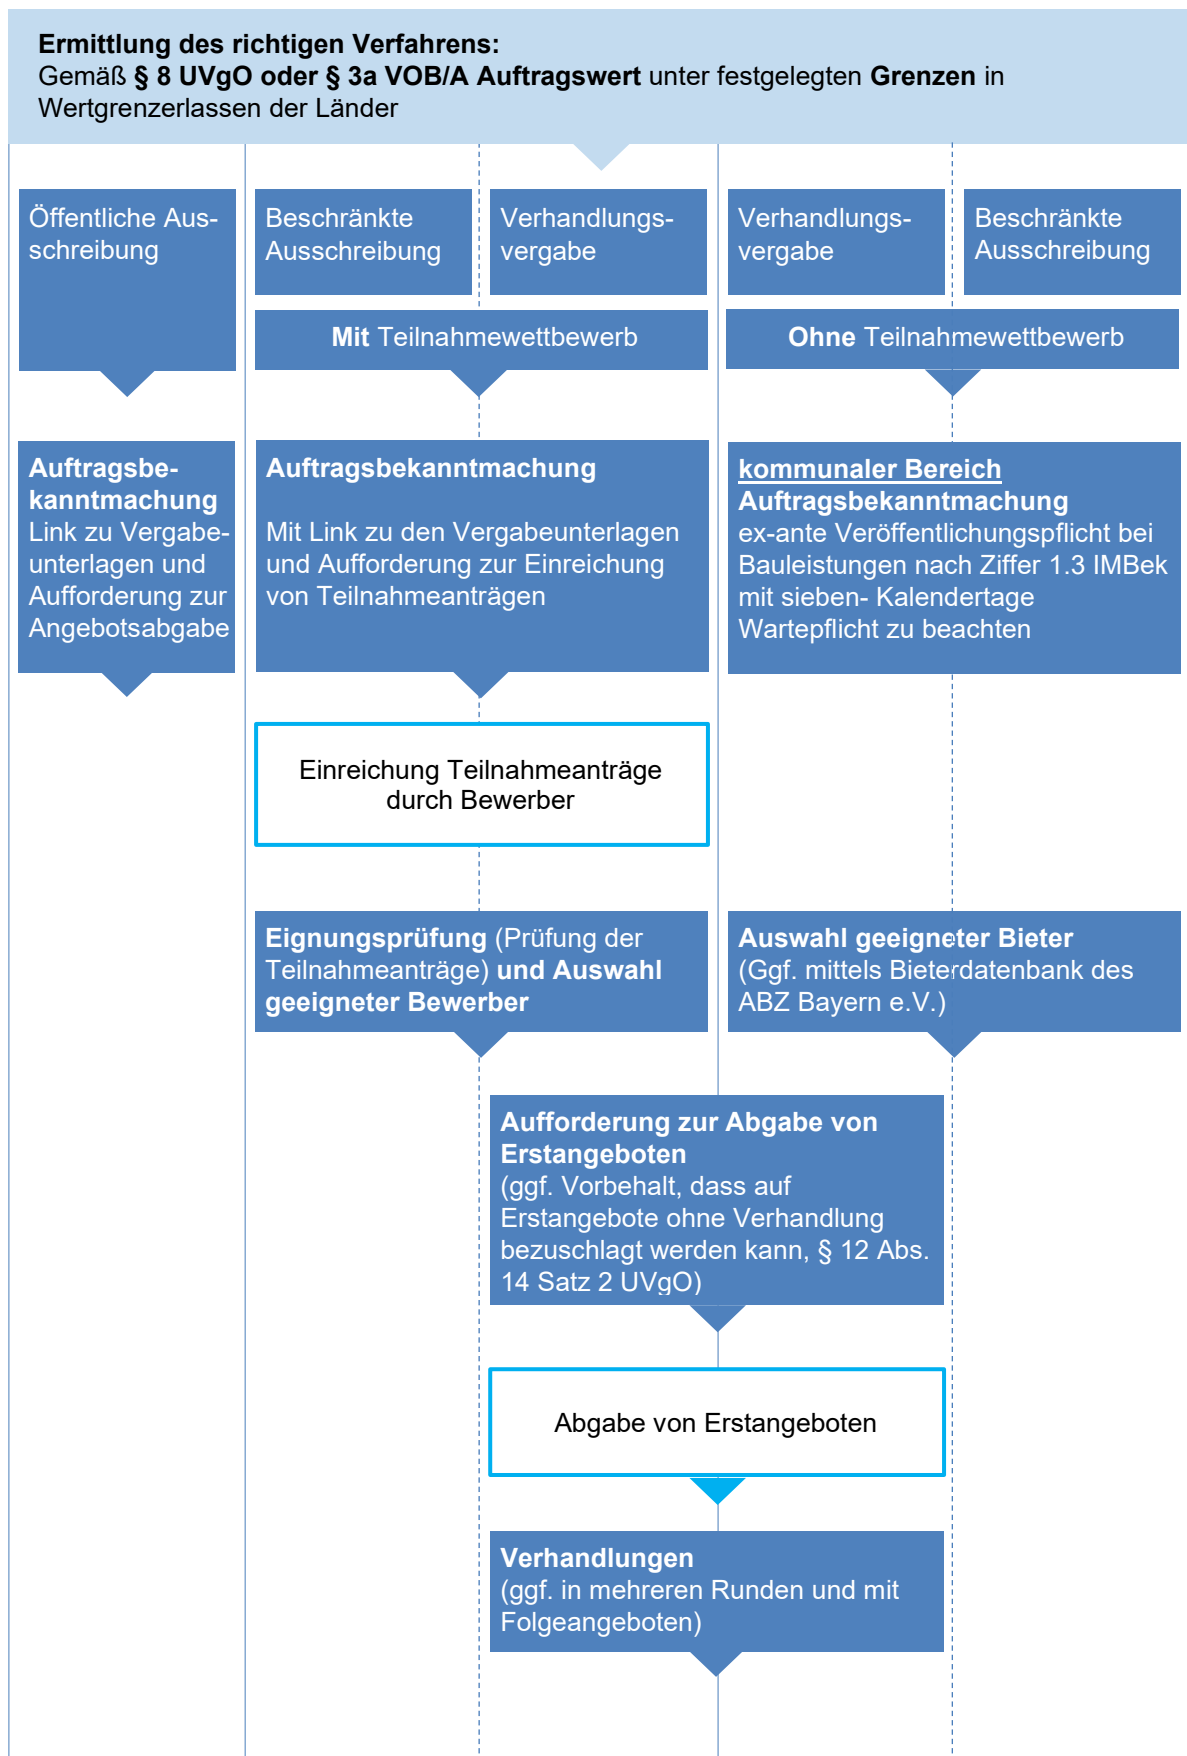 Ermittlung des richtigen Verfahrens:
Gemäß § 8 UVgO oder § 3a VOB/A Auftragswert unter festgelegten Grenzen in
Wertgrenzerlassen der Länder
Öffentliche Aus-
schreibung
Beschränkte
Ausschreibung
Verhandlungs-
vergabe
Verhandlungs-
vergabe
Beschränkte
Ausschreibung
Mit Teilnahmewettbewerb
Ohne Teilnahmewettbewerb
Auftragsbe-
kanntmachung
Link zu Vergabe-
unterlagen und
Aufforderung zur
Angebotsabgabe
Auftragsbekanntmachung
Mit Link zu den Vergabeunterlagen
und Aufforderung zur Einreichung
von Teilnahmeanträgen
kommunaler Bereich
Auftragsbekanntmachung
ex-ante Veröffentlichungspflicht bei
Bauleistungen nach Ziffer 1.3 IMBek
mit sieben- Kalendertage
Wartepflicht zu beachten
Einreichung Teilnahmeanträge
durch Bewerber
Eignungsprüfung (Prüfung der
Teilnahmeanträge) und Auswahl
geeigneter Bewerber
Auswahl geeigneter Bieter
(Ggf. mittels Bieterdatenbank des
ABZ Bayern e.V.)
Aufforderung zur Abgabe von
Erstangeboten
(ggf. Vorbehalt, dass auf
Erstangebote ohne Verhandlung
bezuschlagt werden kann, § 12 Abs.
14 Satz 2 UVgO)
Abgabe von Erstangeboten
Verhandlungen
(ggf. in mehreren Runden und mit
Folgeangeboten)